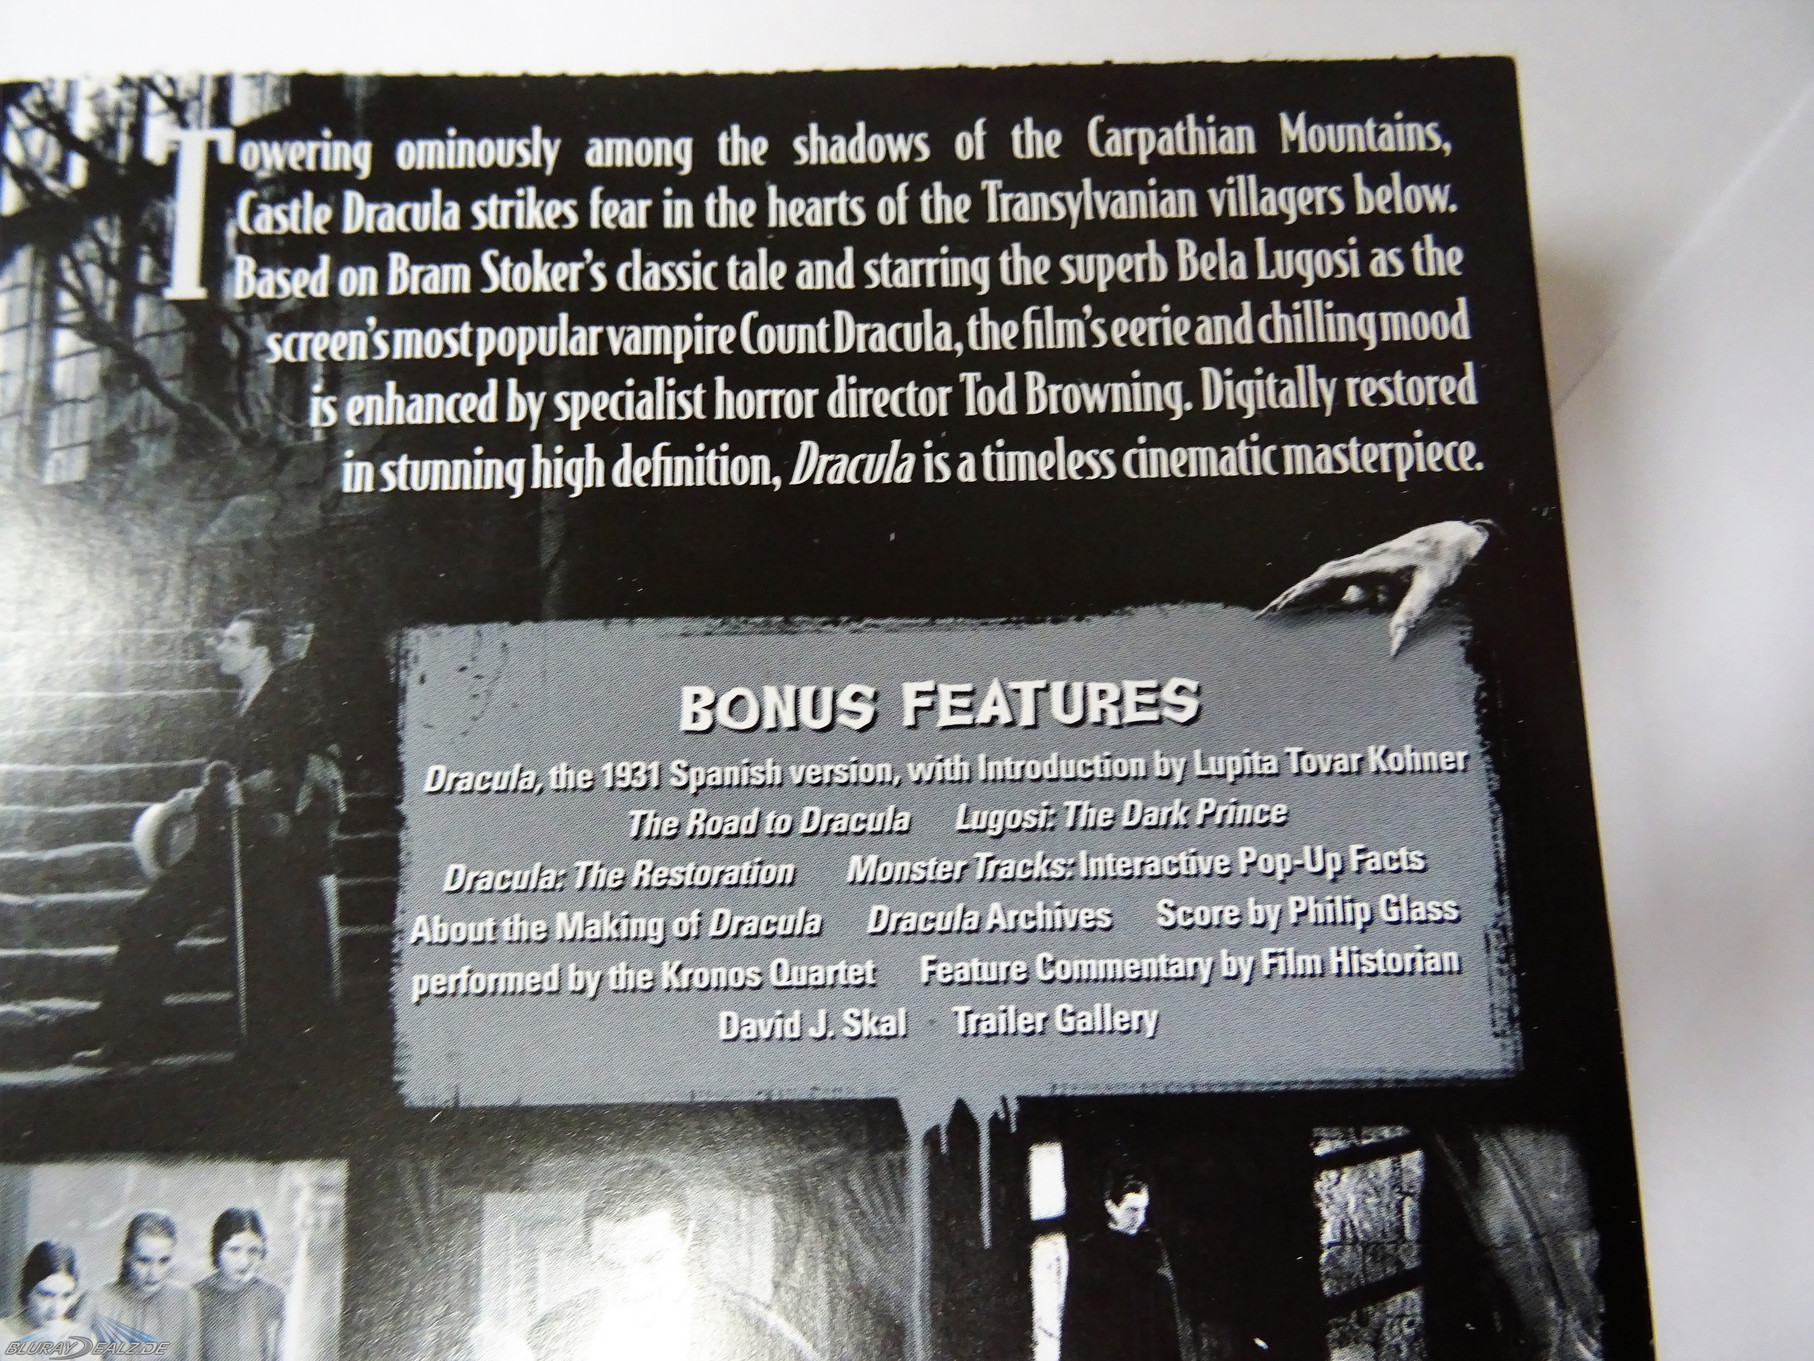 Towering ominously among the shadows of the Carpathian Mountains,
Castle Dracula strikes fear in the hearts of the Transylvanian villagers below.
Based on Bram Stoker's classic tale and starring the superb Bela Lugosi as the
screen's most popular vampire Count Dracula, the film's eerie and chilling mood
is enhanced by specialist horror director Tod Browning. Digitally restored
in stunning high definition, Dracula is a timeless cinematic masterpiece.
BONUS FEATURES
Dracula, the 1931 Spanish version, with Introduction by Lupita Tovar Kohner
The Road to Dracula Lugosi: The Dark Prince
Dracula: The Restoration Monster Tracks: Interactive Pop-Up Facts
About the Making of Dracula Dracula Archives Score by Philip Glass
performed by the Kronos Quartet Feature Commentary by Film Historian
David J. Skal Trailer Gallery
BLURAYDEALZ.DE